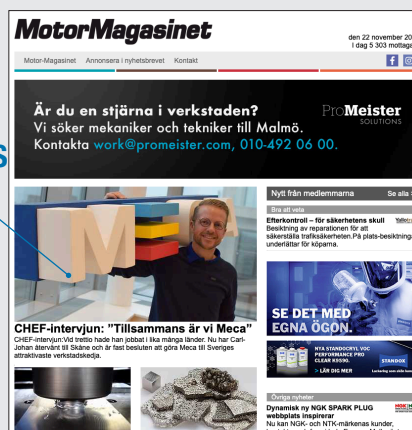 MotorMagasinet
den 22 november 20
I dag 5 303 mottaga
Motor-Magasinet Annonsera i nyhetsbrevet Kontakt
Är du en stjärna i verkstaden?
Vi söker mekaniker och tekniker till Malmö.
Kontakta work@promeister.com, 010-492 06 00.
ProMeister
SOLUTIONS
S
CHEF-intervjun: "Tillsammans är vi Meca"
CHEF-intervjun:Vid trettio hade han jobbat i lika många länder. Nu har Carl-
Johan återvänt till Skåne och är fast besluten att göra Meca till Sveriges
attraktivaste verkstadskedja.
Nytt från medlemmarna Se alla
Bra att veta
Efterkontroll – för säkerhetens skull
Besiktning av reparationen för att
säkerställa trafiksäkerheten.På plats-besiktning
underlättar för köparna.
SE DET MED
EGNA ÖGON.
NYA STANDOCRYL VOC
PERFORMANCE PRO
CLEAR K9590.
> LÄR DIG MER
STANDOX
Övriga nyheter
Dynamisk ny NGK SPARK PLUG
webbplats inspirerar
Nu kan NGK- och NTK-märkenas kunder,